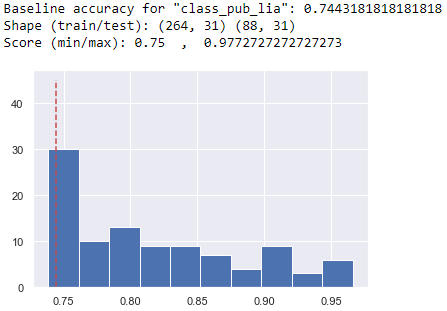 Baseline accuracy for "class_pub_lia": 0.7443181818181818
Shape (train/test): (264, 31) (88, 31)
Score (min/max): 0.75  ,  0.9772727272727273
40
30
20
10
0
0.75 0.80 0.85 0.90 0.95